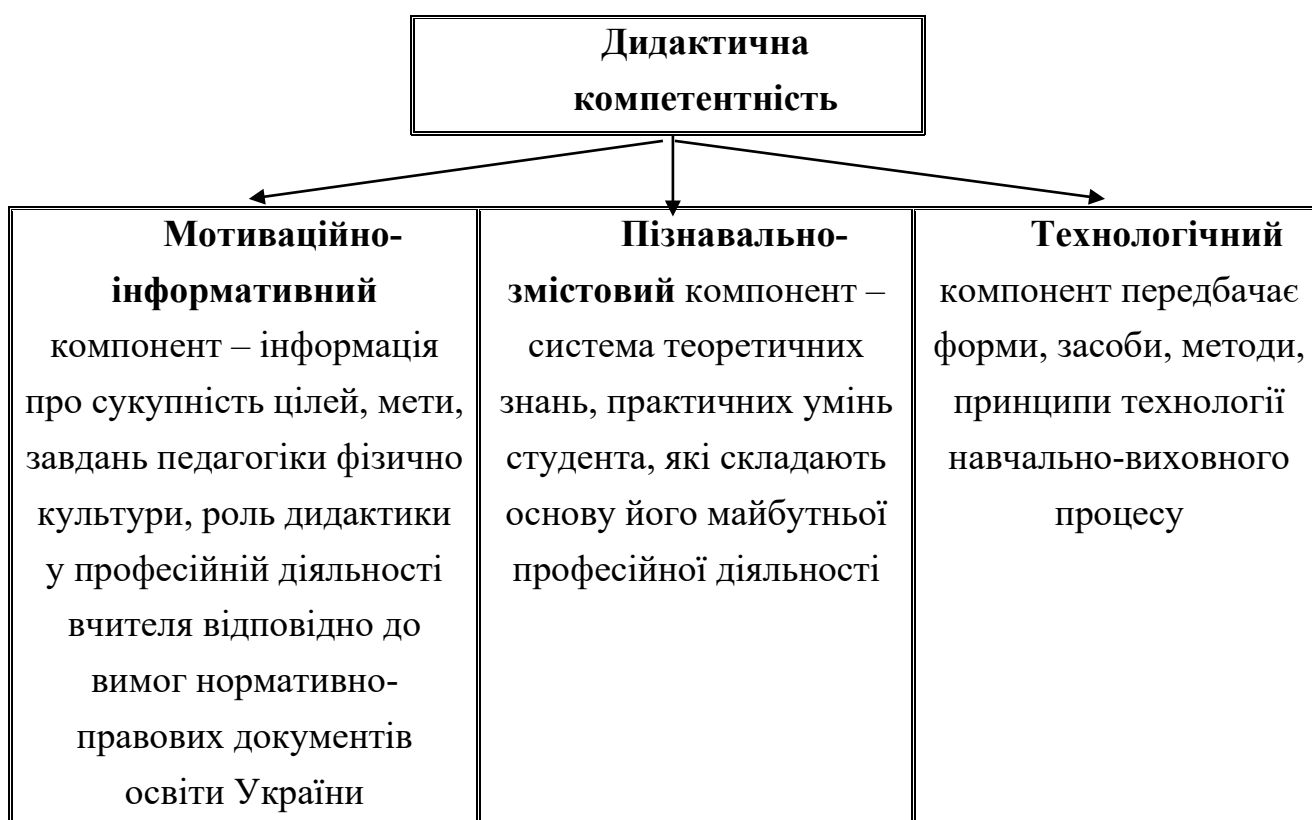 Дидактична
компетентність
Мотиваційно-
інформативний
компонент – інформація
про сукупність цілей, мети,
завдань педагогіки фізично
культури, роль дидактики
у професійній діяльності
вчителя відповідно до
вимог нормативно-
правових документів
освіти України
Пізнавально-
змістовий компонент –
система теоретичних
знань, практичних умінь
студента, які складають
основу його майбутньої
професійної діяльності
Технологічний
компонент передбачає
форми, засоби, методи,
принципи технології
навчально-виховного
процесу